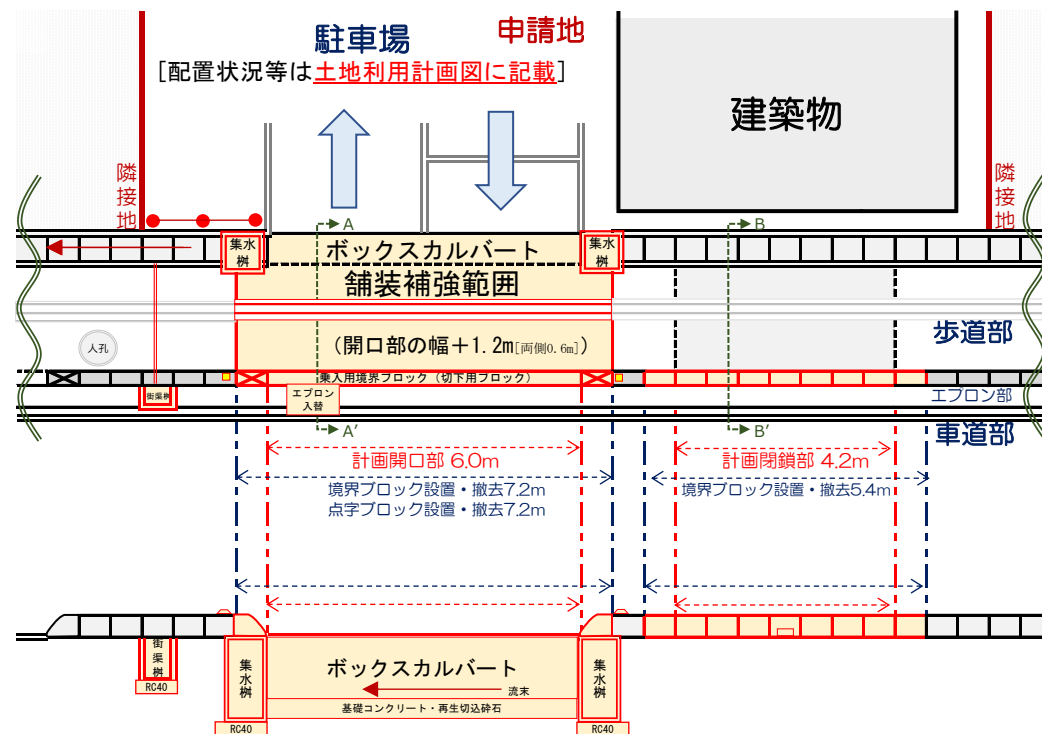 駐車場
申請地
[配置状況等は土地利用計画図に記載]
建築物
隣接地
隣接地
A
B
集水桝
ボックスカルバート
集水桝
舗装補強範囲
歩道部
人孔
(開口部の幅+1.2m[両側0.6m])
乗入用境界ブロック(切下用ブロック)
街渠桝
エプロン入替
エプロン部
A’
B’
車道部
計画開口部 6.0m
計画閉鎖部 4.2m
境界ブロック設置・撤去7.2m
境界ブロック設置・撤去5.4m
点字ブロック設置・撤去7.2m
街渠桝
RC40
集水桝
ボックスカルバート
集水桝
流末
基礎コンクリート・再生切込砕石
RC40
RC40